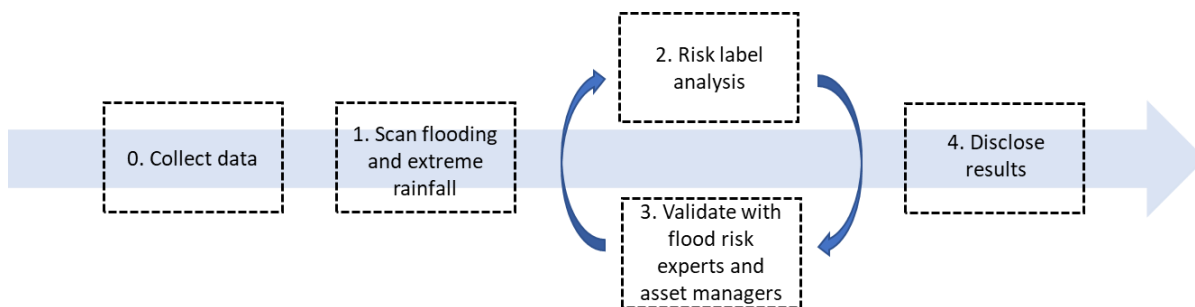 0. Collect data
1. Scan flooding
and extreme
rainfall
2. Risk label
analysis
3. Validate with
flood risk
experts and
asset managers
4. Disclose
results